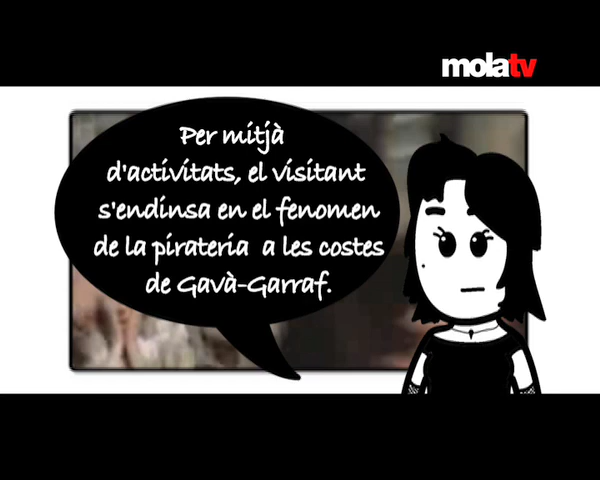 molatv
Per mitjà
d'activitats, el visitant
s'endinsa en el fenomen
de la pirateria a les costes
de Gavà-Garraf.